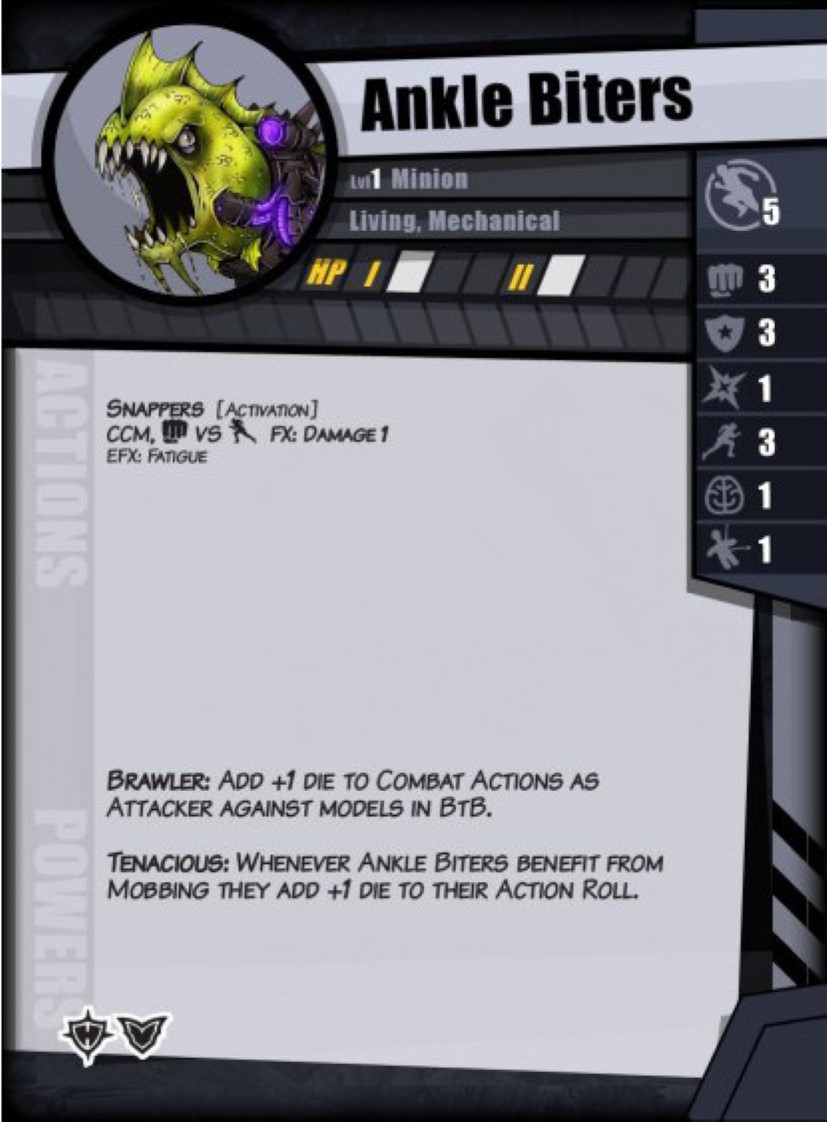 Ankle Biters
Lvl1 Minion
Living, Mechanical
5
HP I II
3
3
1
3
1
1
ACTIONS
SNAPPERS [ACTIVATION]
CCM, VS FX: DAMAGE 1
EFX: FATIGUE
POWERS
BRAWLER: ADD +1 DIE TO COMBAT ACTIONS AS
ATTACKER AGAINST MODELS IN BTB.
TENACIOUS: WHENEVER ANKLE BITERS BENEFIT FROM
MOBBING THEY ADD +1 DIE TO THEIR ACTION ROLL.